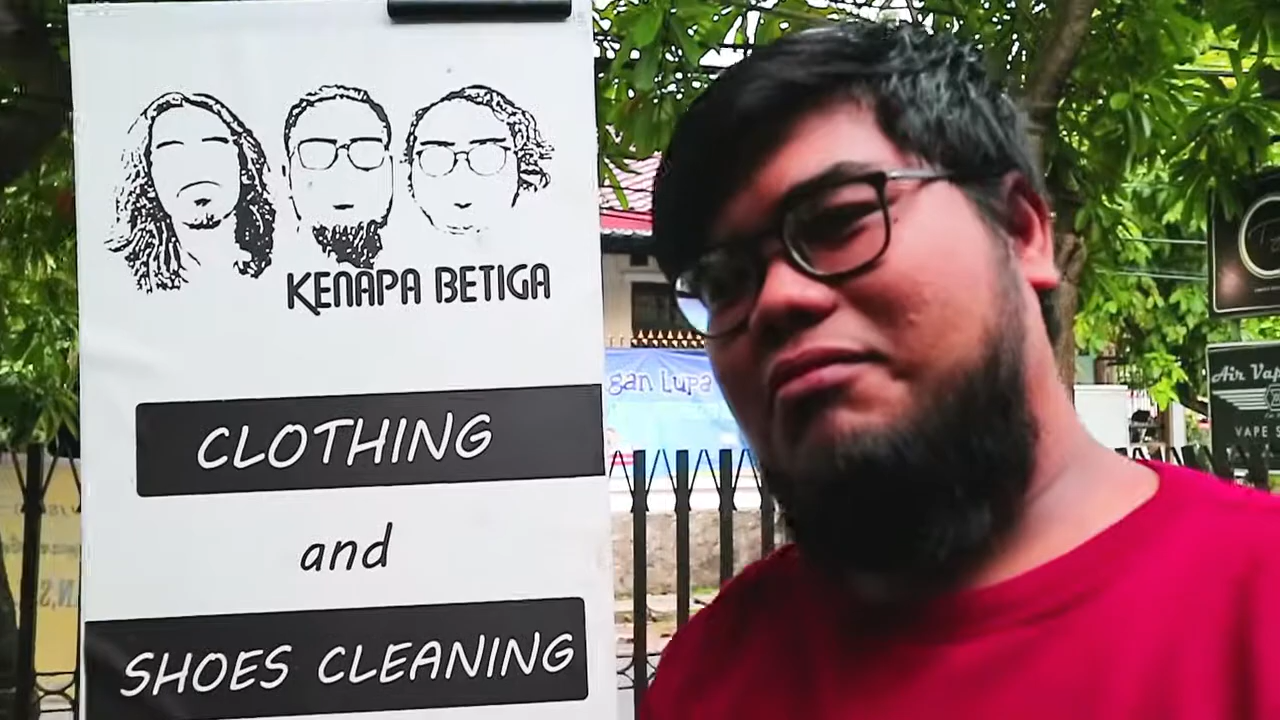 KENAPA BETIGA
CLOTHING
and
SHOES CLEANING
gan Lupa
Air Vap
VAPE S